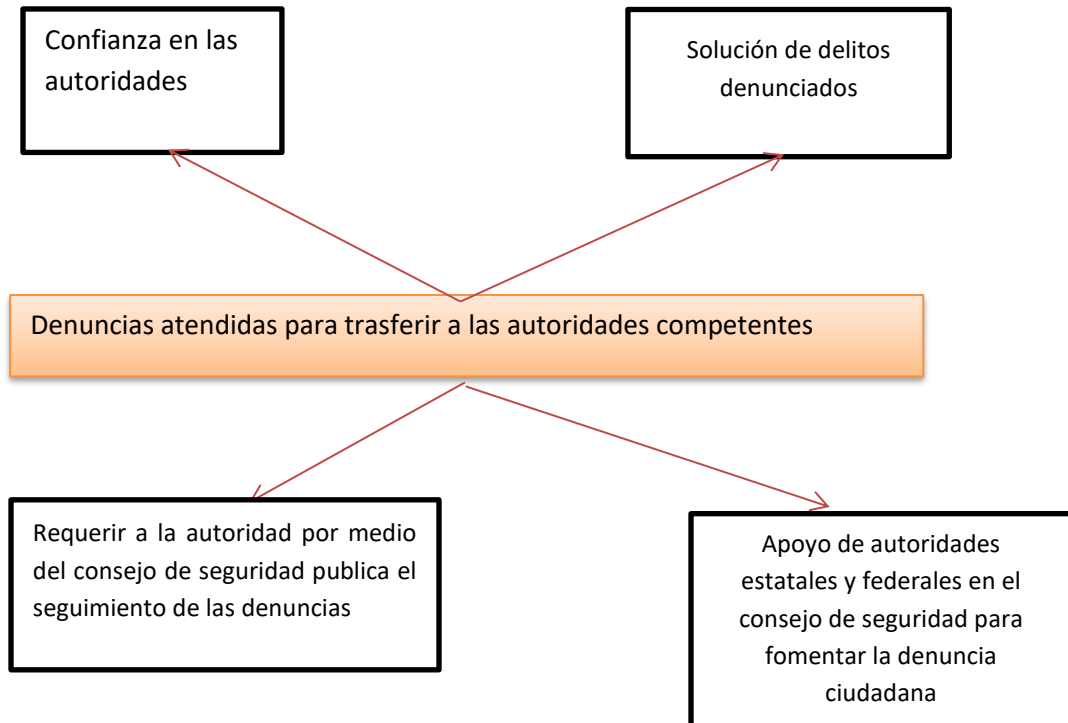 Confianza en las
autoridades
Solución de delitos
denunciados
Denuncias atendidas para trasferir a las autoridades competentes
Requerir a la autoridad por medio
del consejo de seguridad publica el
seguimiento de las denuncias
Apoyo de autoridades
estatales y federales en el
consejo de seguridad para
fomentar la denuncia
ciudadana